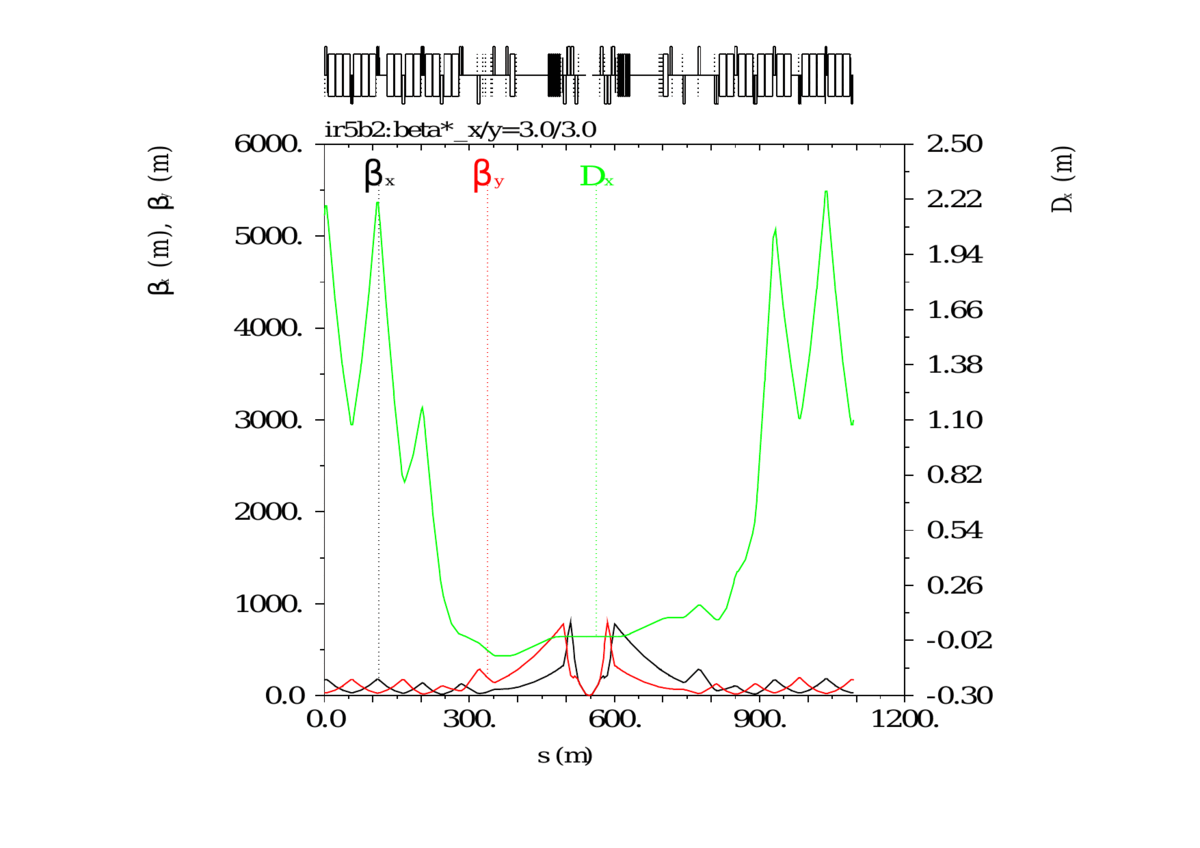 ir5b2:beta*_x/y=3.0/3.0
βx
βy
Dx
βx (m), βy (m)
6000.
5000.
4000.
3000.
2000.
1000.
0.0
Dx (m)
2.50
2.22
1.94
1.66
1.38
1.10
0.82
0.54
0.26
-0.02
-0.30
0.0 300. 600. 900. 1200.
s (m)